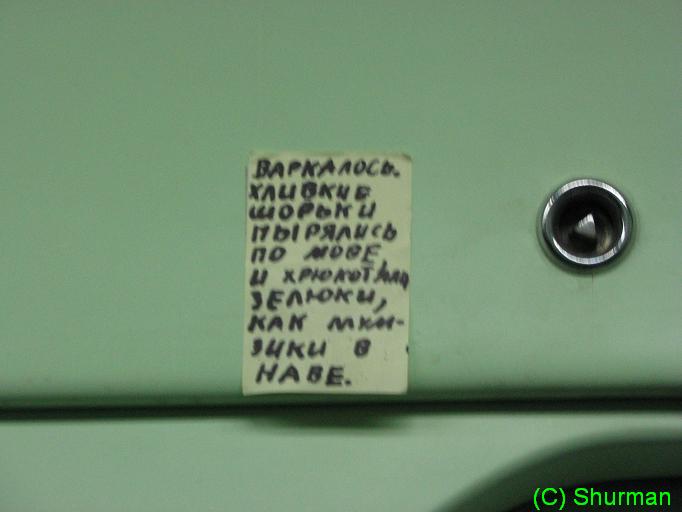 ВАРКАЛОСЬ.
ХЛИВКИЕ
ШОРЬКИ
ПЫРЯЛИСЬ
ПО МОВЕ,
И ХРЮКОТАЛИ
ЗЕЛЮКИ,
КАК МЮМ-
ЗИКИ В
НАВЕ.
(C) Shurman